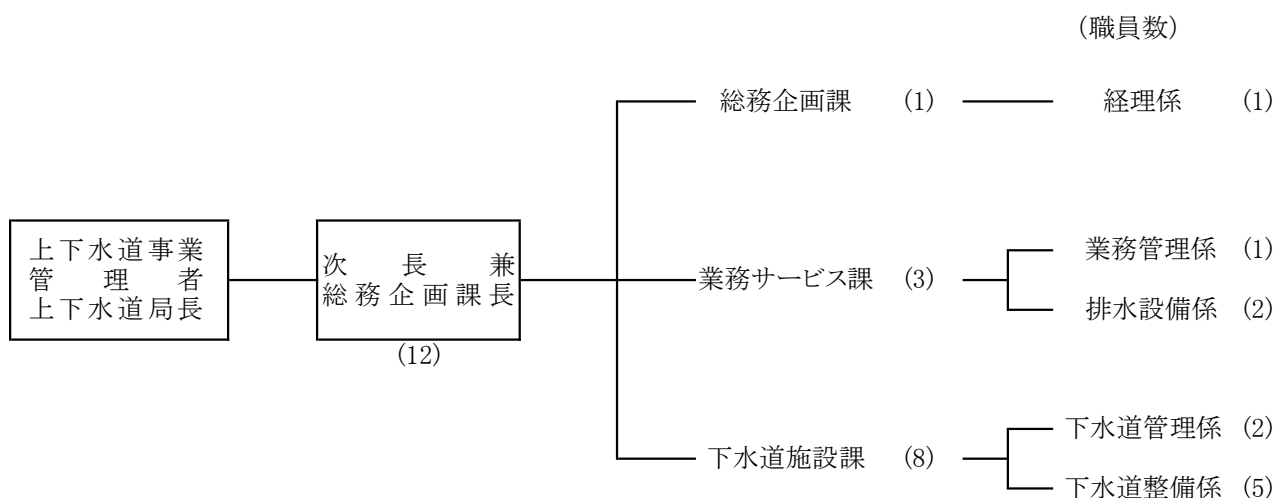 (職員数)
総務企画課 (1) 経理係 (1)
上下水道事業
管理者
上下水道局長
次長兼
総務企画課長
(12)
業務サービス課 (3)
業務管理係 (1)
排水設備係 (2)
下水道施設課 (8)
下水道管理係 (2)
下水道整備係 (5)